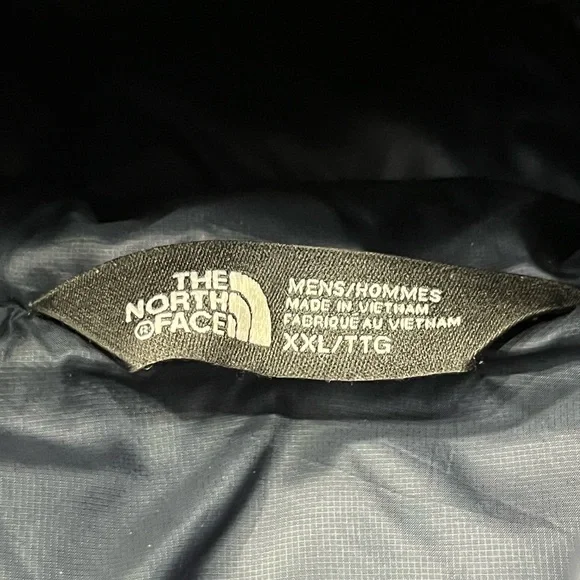 THE
NORTH
®FACE
MENS/HOMMES
MADE IN VIETNAM
FABRIQUE AU VIETNAM
XXL/TTG